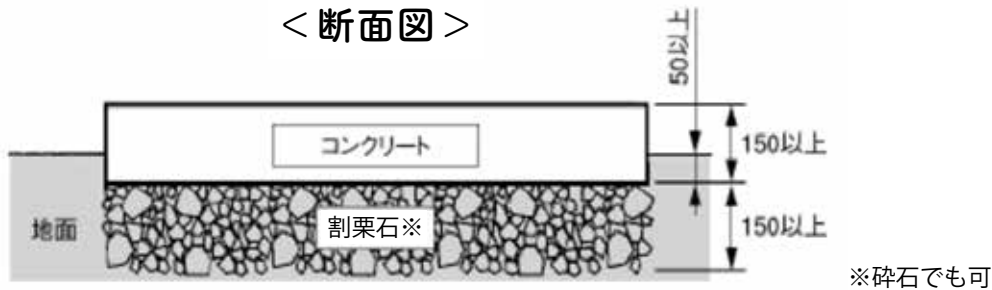 ＜断面図＞
50以上
コンクリート
150以上
地面
割栗石※
150以上
※砕石でも可